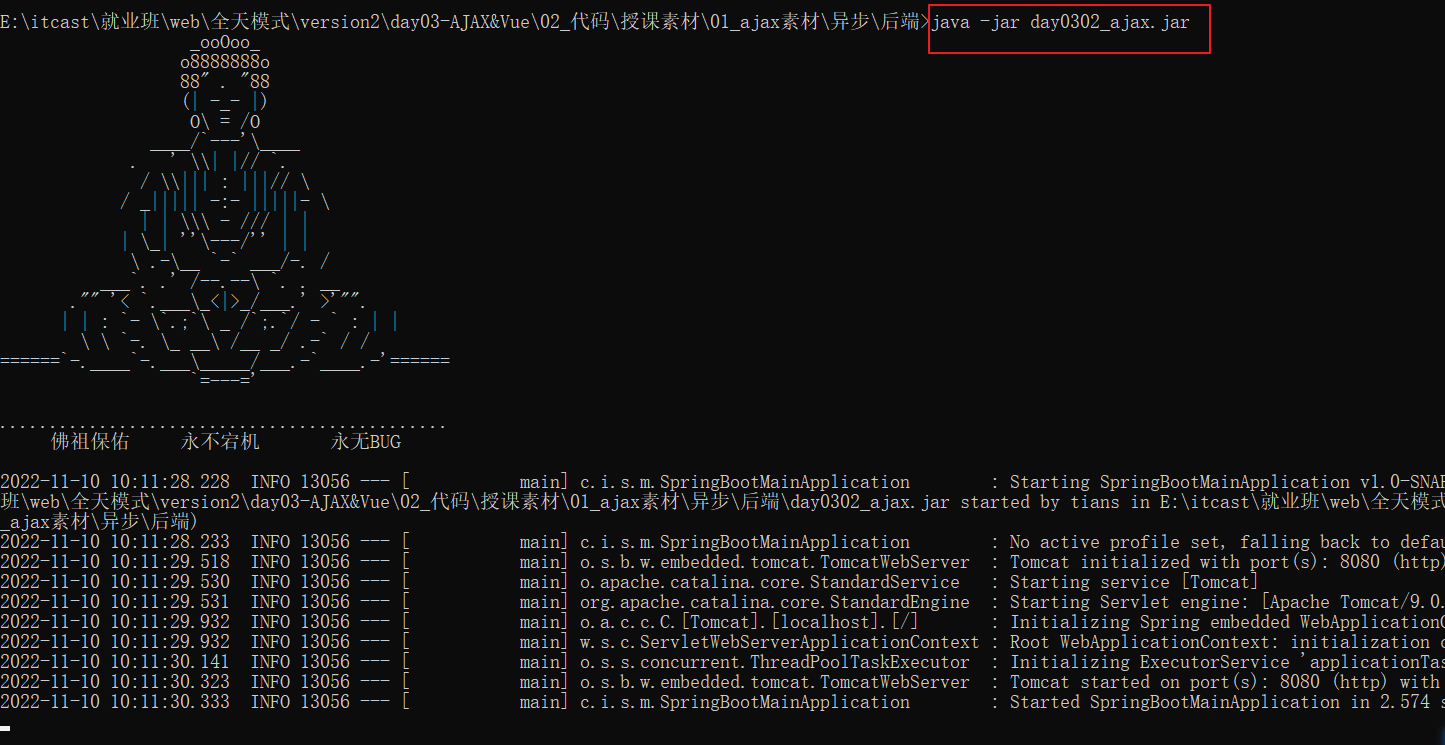 E:\itcast\就业班\web\全天模式\version2\day03-AJAX&Vue\02_代码\授课素材\01_ajax素材\异步\后端>java -jar day0302_ajax.jar
                   _ooOoo_
                  o8888888o
                  88" . "88
                  (| -_- |)
                   O\ = /O
               ____/`---'\____
             .   ' \\| |// `.
              / \\||| : |||// \
            / _||||| -:- |||||- \
              | | \\\ - /// | |
            | \_| ''\---/'' | |
             \ .-\__ `-` ___/-. /
          ___`. .' /--.--\ `. . __
       ."" '< `.___\_<|>_/___.' >'"".
      | | : `- \`.;`\ _ /`;.`/ - ` : | |
        \ \ `-. \_ __\ /__ _/ .-` / /
======`-.____`-.___\_____/___.-`____.-'======
                   `=---='
.............................................
     佛祖保佑     永不宕机       永无BUG
2022-11-10 10:11:28.228  INFO 13056 --- [           main] c.i.s.m.SpringBootMainApplication        : Starting SpringBootMainApplication v1.0-SNAP
班\web\全天模式\version2\day03-AJAX&Vue\02_代码\授课素材\01_ajax素材\异步\后端\day0302_ajax.jar started by tians in E:\itcast\就业班\web\全天模式
_ajax素材\异步\后端)
2022-11-10 10:11:28.233  INFO 13056 --- [           main] c.i.s.m.SpringBootMainApplication        : No active profile set, falling back to defau
2022-11-10 10:11:29.518  INFO 13056 --- [           main] o.s.b.w.embedded.tomcat.TomcatWebServer  : Tomcat initialized with port(s): 8080 (http)
2022-11-10 10:11:29.530  INFO 13056 --- [           main] o.apache.catalina.core.StandardService   : Starting service [Tomcat]
2022-11-10 10:11:29.531  INFO 13056 --- [           main] org.apache.catalina.core.StandardEngine  : Starting Servlet engine: [Apache Tomcat/9.0.
2022-11-10 10:11:29.932  INFO 13056 --- [           main] o.a.c.c.C.[Tomcat].[localhost].[/]       : Initializing Spring embedded WebApplicationC
2022-11-10 10:11:29.932  INFO 13056 --- [           main] w.s.c.ServletWebServerApplicationContext : Root WebApplicationContext: initialization c
2022-11-10 10:11:30.141  INFO 13056 --- [           main] o.s.s.concurrent.ThreadPoolTaskExecutor  : Initializing ExecutorService 'applicationTas
2022-11-10 10:11:30.323  INFO 13056 --- [           main] o.s.b.w.embedded.tomcat.TomcatWebServer  : Tomcat started on port(s): 8080 (http) with
2022-11-10 10:11:30.333  INFO 13056 --- [           main] c.i.s.m.SpringBootMainApplication        : Started SpringBootMainApplication in 2.574 s